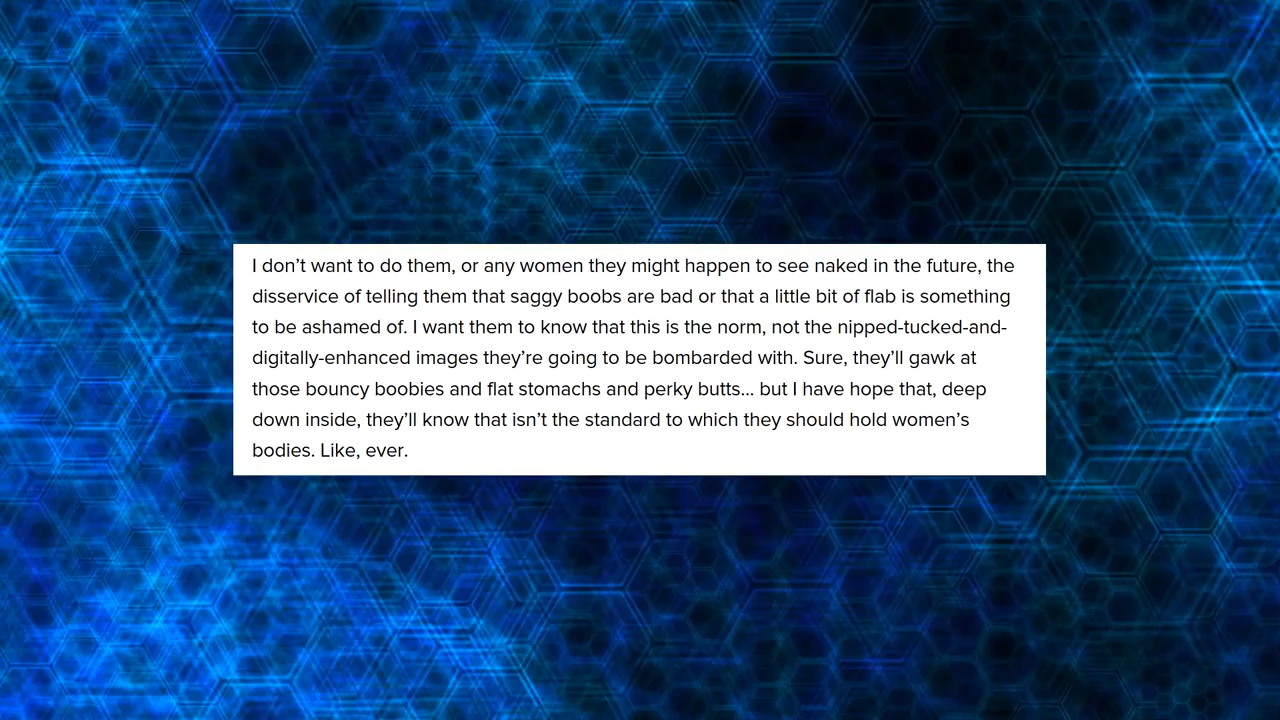 I don’t want to do them, or any women they might happen to see naked in the future, the
disservice of telling them that saggy boobs are bad or that a little bit of flab is something
to be ashamed of. I want them to know that this is the norm, not the nipped-tucked-and-
digitally-enhanced images they’re going to be bombarded with. Sure, they’ll gawk at
those bouncy boobies and flat stomachs and perky butts... but I have hope that, deep
down inside, they’ll know that isn’t the standard to which they should hold women’s
bodies. Like, ever.